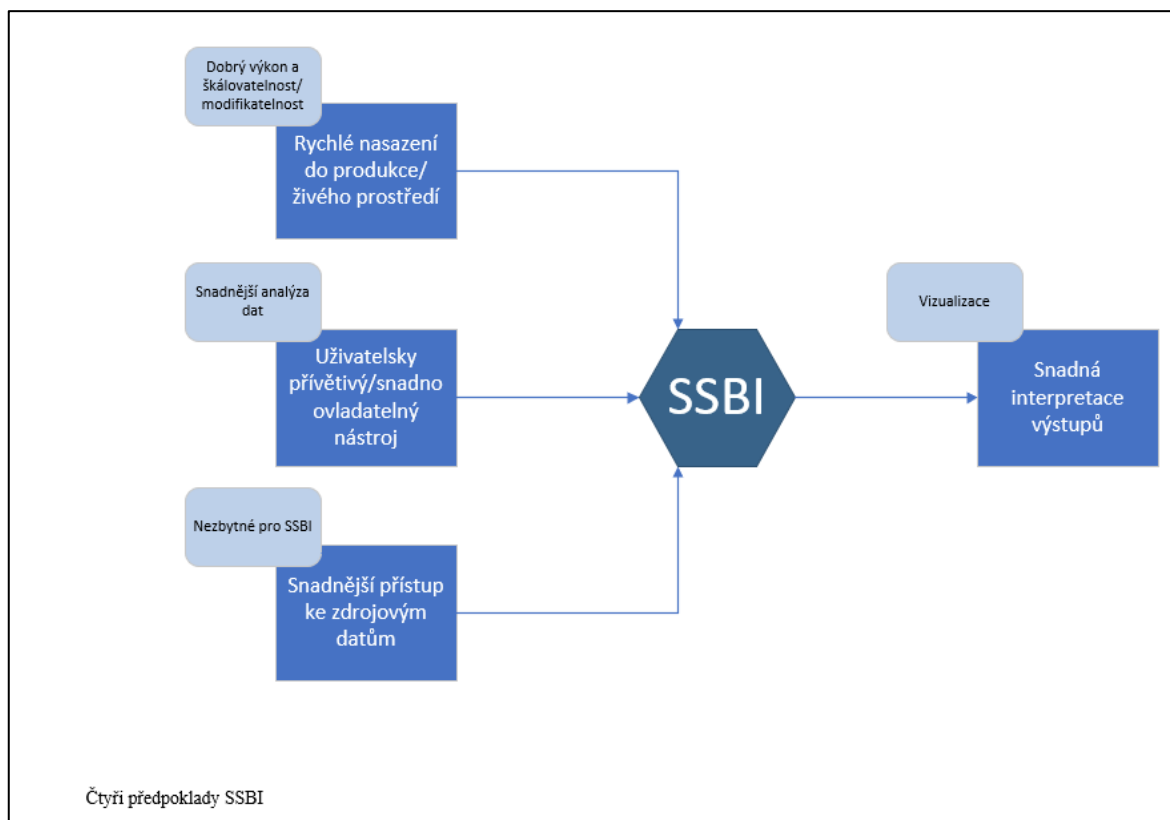 Dobrý výkon a
škálovatelnost/
modifikatelnost
Rychlé nasazení
do produkce/
živého prostředí
Snadnější analýza
dat
Uživatelsky
přívětivý/snadno
ovladatelný
nástroj
Nezbytné pro SSBI
Snadnější přístup
ke zdrojovým
datům
SSBI
Vizualizace
Snadná
interpretace
výstupů
Čtyři předpoklady SSBI